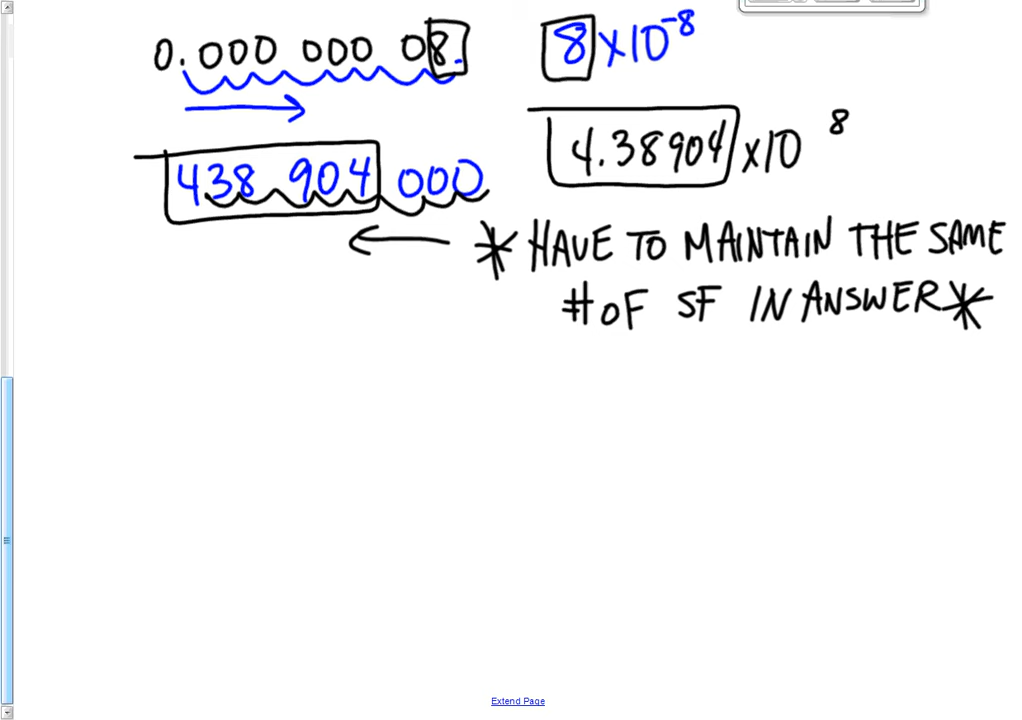 0.000 000 08. 8 x10^-8
438 904 000 4.38904 x10^8
* HAVE TO MAINTAIN THE SAME
# OF SF IN ANSWER *
Extend Page